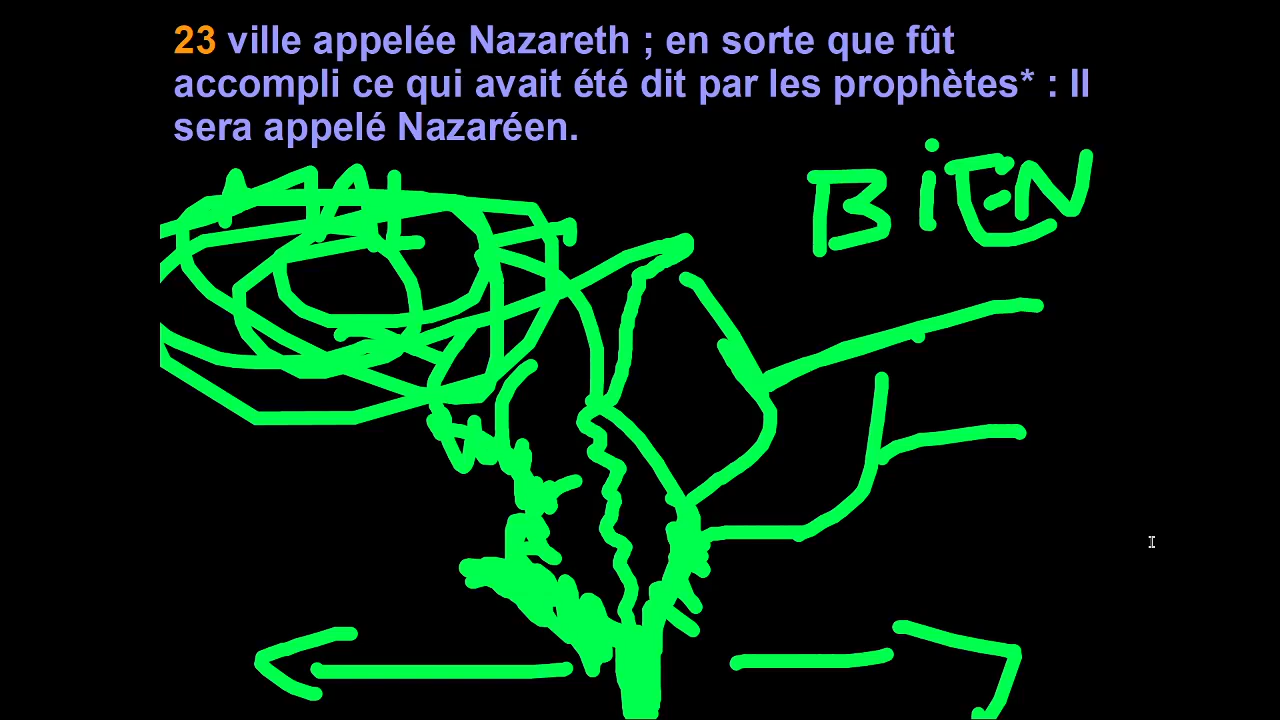 23 ville appelée Nazareth ; en sorte que fût
accompli ce qui avait été dit par les prophètes* : Il
sera appelé Nazaréen.
BiEN